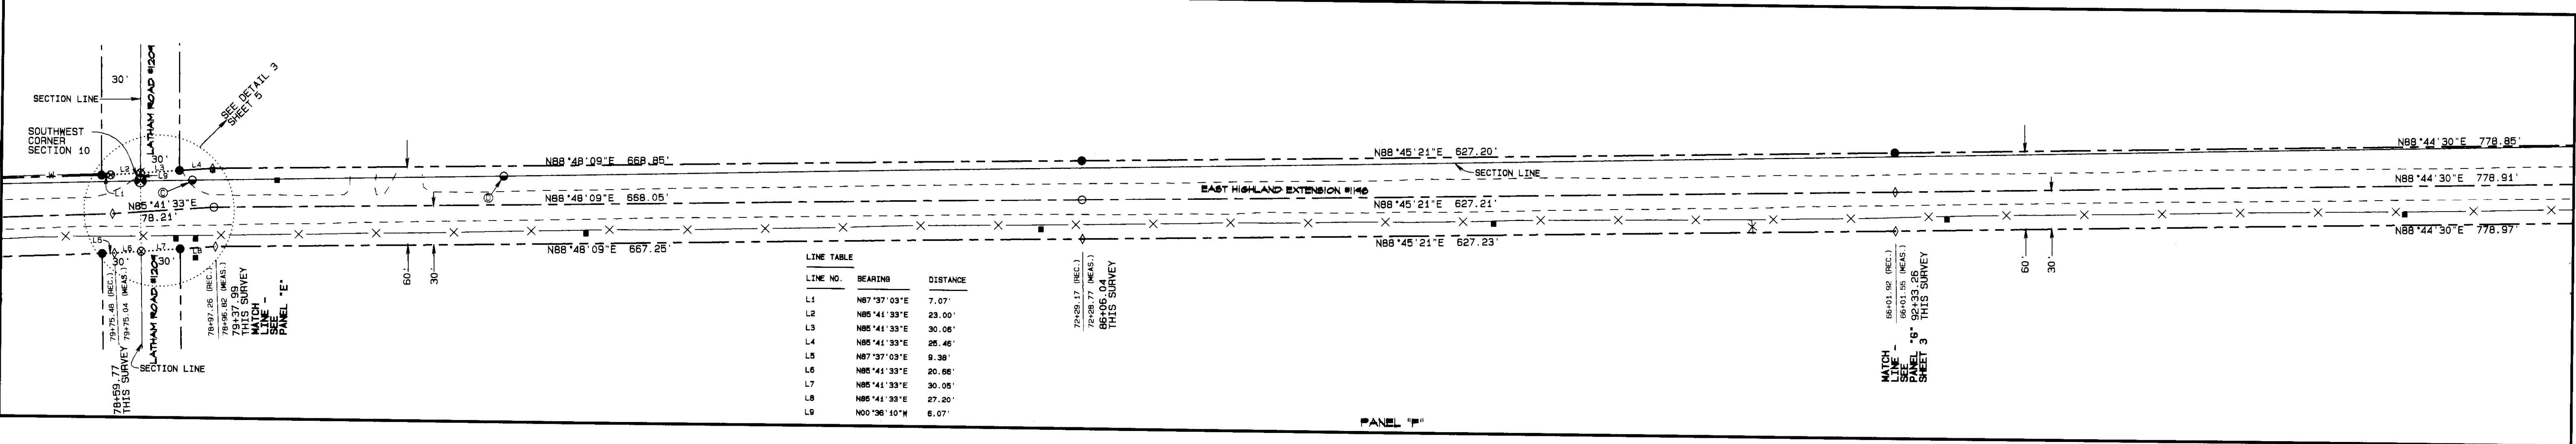 30'
SECTION LINE
LATHAM ROAD #1209
SEE DETAIL 3
SHEET 5
SOUTHWEST
CORNER
SECTION 10
30'
L2
L3
L4
L9
L1
©
N85°41'33"E
78.21'
L5
L6
L7
L8
30'
30'
LATHAM ROAD #1209
SECTION LINE
79+75.48 (REC.)
79+75.04 (MEAS.)
78+59.77
THIS SURVEY
78+97.26 (REC.)
78+96.82 (MEAS.)
79+37.99
THIS SURVEY
MATCH
LINE -
SEE
PANEL "E"
N88°48'09"E 668.85'
©
N88°48'09"E 668.05'
N88°48'09"E 667.25'
60'
30'
LINE TABLE
LINE NO. BEARING DISTANCE
L1 N87°37'03"E 7.07'
L2 N85°41'33"E 23.00'
L3 N85°41'33"E 30.06'
L4 N85°41'33"E 25.46'
L5 N87°37'03"E 9.38'
L6 N85°41'33"E 20.66'
L7 N85°41'33"E 30.05'
L8 N85°41'33"E 27.20'
L9 N00°36'10"W 6.07'
72+29.17 (REC.)
72+28.77 (MEAS.)
86+06.04
THIS SURVEY
N88°45'21"E 627.20'
SECTION LINE
EAST HIGHLAND EXTENSION #1146
N88°45'21"E 627.21'
N88°45'21"E 627.23'
66+01.92 (REC.)
66+01.55 (MEAS.)
92+33.26
THIS SURVEY
MATCH
LINE -
SEE
PANEL "G"
SHEET 3
60'
30'
N88°44'30"E 778.85'
N88°44'30"E 778.91'
N88°44'30"E 778.97'
PANEL "F"